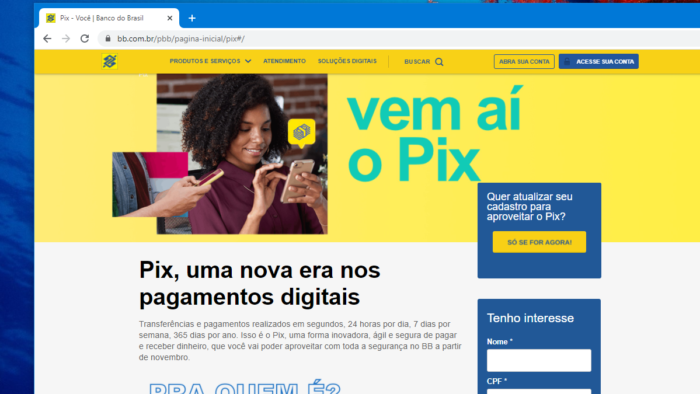 Pix - Você | Banco do Brasil
bb.com.br/pbb/pagina-inicial/pix#/
PRODUTOS E SERVIÇOS
ATENDIMENTO
SOLUÇÕES DIGITAIS
BUSCAR
ABRA SUA CONTA
ACESSE SUA CONTA
vem aí
o Pix
Quer atualizar seu
cadastro para
aproveitar o Pix?
SÓ SE FOR AGORA!
Pix, uma nova era nos
pagamentos digitais
Transferências e pagamentos realizados em segundos, 24 horas por dia, 7 dias por
semana, 365 dias por ano. Isso é o Pix, uma forma inovadora, ágil e segura de pagar
e receber dinheiro, que você vai poder aproveitar com toda a segurança no BB a partir
de novembro.
PRA QUEM É?
Tenho interesse
Nome *
CPF *